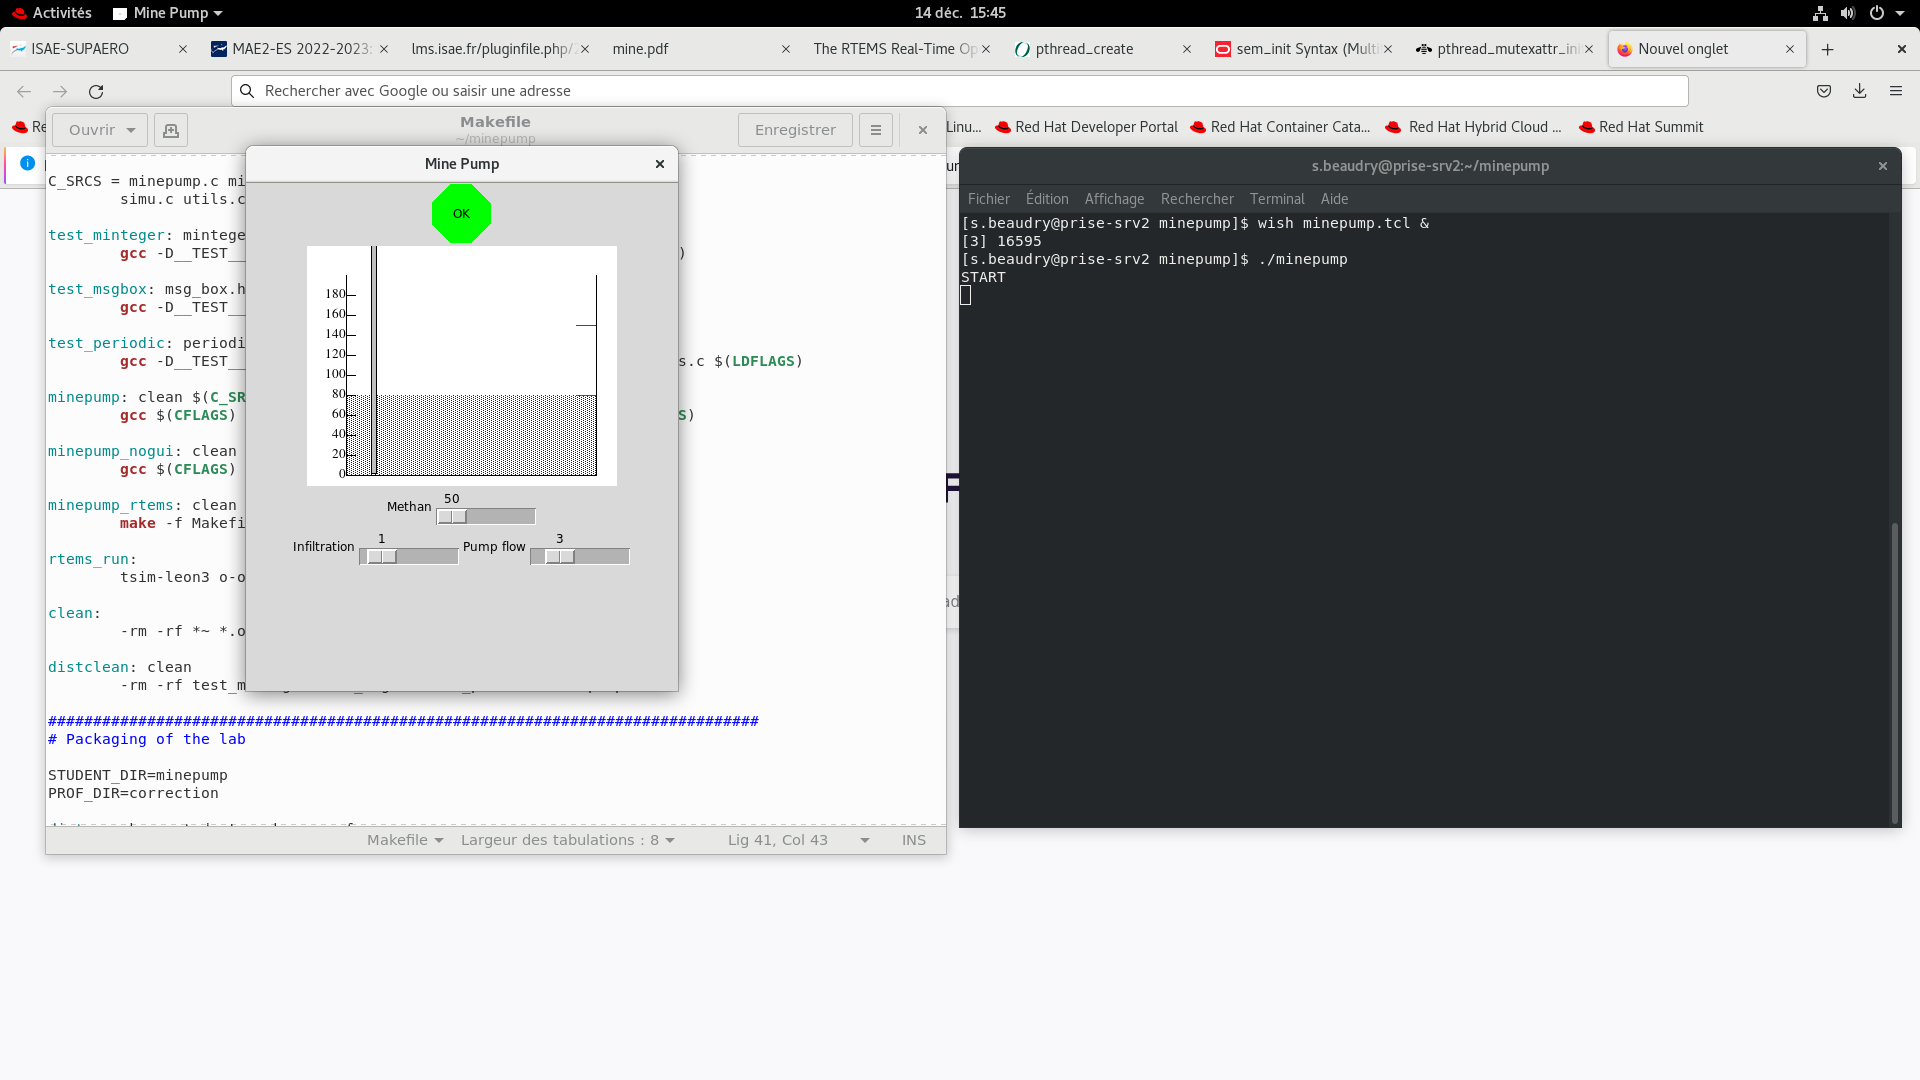 Activités
Mine Pump
14 déc. 15:45
ISAE-SUPAERO
MAE2-ES 2022-2023:
lms.isae.fr/pluginfile.php/2
mine.pdf
The RTEMS Real-Time Op
pthread_create
sem_init Syntax (Multi
pthread_mutexattr_ini
Nouvel onglet
Rechercher avec Google ou saisir une adresse
Re
Linu...
Red Hat Developer Portal
Red Hat Container Cata...
Red Hat Hybrid Cloud ...
Red Hat Summit
Ouvrir
Makefile
~/minepump
Enregistrer
C_SRCS = minepump.c mi
simu.c utils.c
test_minteger: mintege
gcc -D__TEST__ )
test_msgbox: msg_box.h
gcc -D__TEST__
test_periodic: periodi
gcc -D__TEST__ s.c $(LDFLAGS)
minepump: clean $(C_SR
gcc $(CFLAGS) S)
minepump_nogui: clean
gcc $(CFLAGS)
minepump_rtems: clean
make -f Makefi
rtems_run:
tsim-leon3 o-o
clean:
-rm -rf *~ *.o
distclean: clean
-rm -rf test_m
###############################################################################
# Packaging of the lab
STUDENT_DIR=minepump
PROF_DIR=correction
Makefile
Largeur des tabulations : 8
Lig 41, Col 43
INS
Mine Pump
OK
180
160
140
120
100
80
60
40
20
0
50
Methan
1
Infiltration
3
Pump flow
ur
ad
s.beaudry@prise-srv2:~/minepump
Fichier Édition Affichage Rechercher Terminal Aide
[s.beaudry@prise-srv2 minepump]$ wish minepump.tcl &
[3] 16595
[s.beaudry@prise-srv2 minepump]$ ./minepump
START